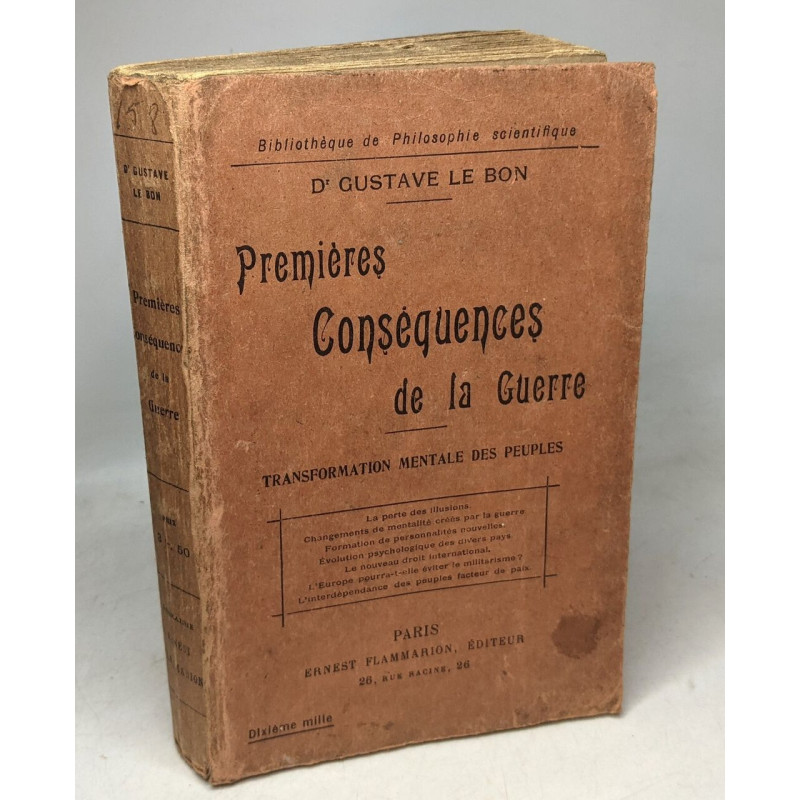 158
Dr GUSTAVE
LE BON
Premières
onséquenc
de la
Guerre
Bibliothèque de Philosophie scientifique
Dr GUSTAVE LE BON
Premières
Conséquences
de la Guerre
TRANSFORMATION MENTALE DES PEUPLES
La perte des illusions.
Changements de mentalité créés par la guerre
Formation de personnalités nouvelles.
Évolution psychologique des divers pays.
Le nouveau droit international.
L'Europe pourra-t-elle éviter le militarisme?
L'interdépendance des peuples facteur de paix.
PARIS
ERNEST FLAMMARION, ÉDITEUR
26, RUE RACINE, 26
Dixième mille